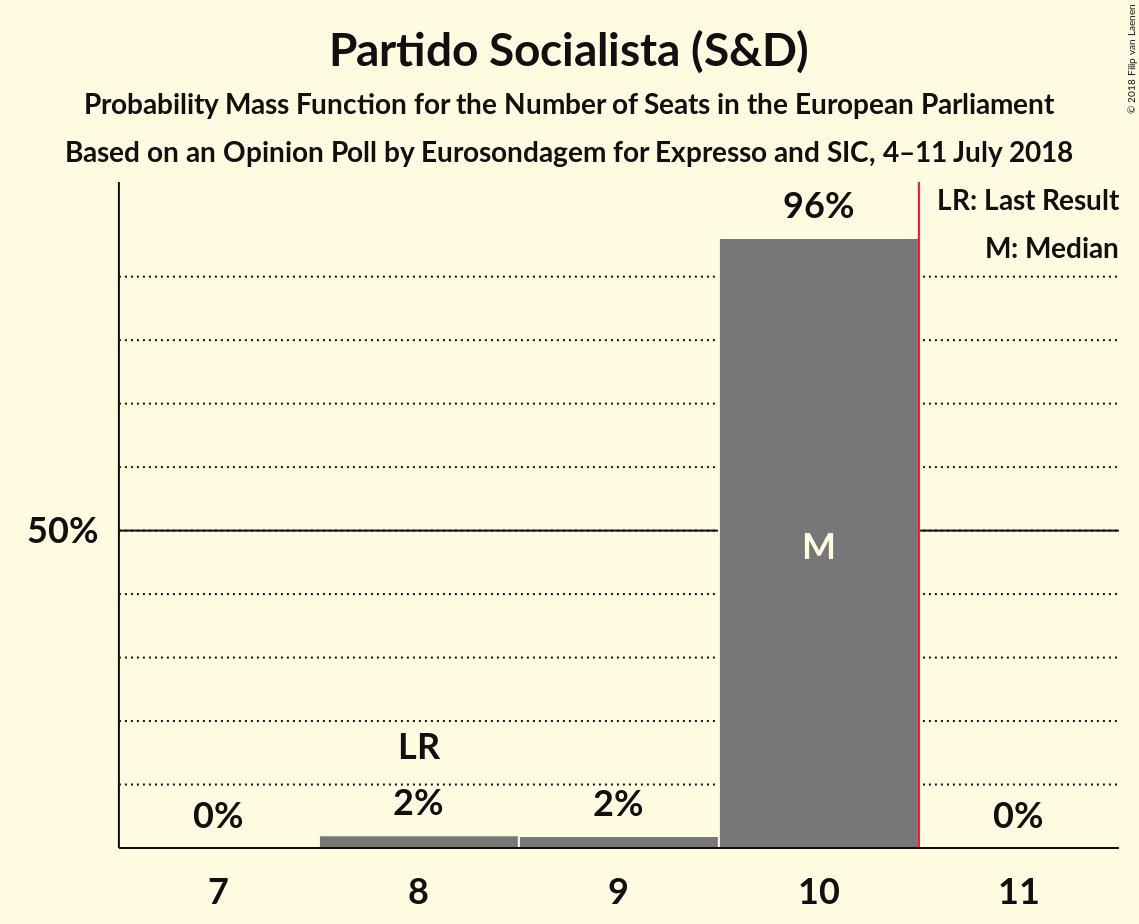 Partido Socialista (S&D)
Probability Mass Function for the Number of Seats in the European Parliament
Based on an Opinion Poll by Eurosondagem for Expresso and SIC, 4–11 July 2018
© 2018 Filip van Laenen
LR: Last Result
M: Median
96%
50%
M
LR
0%
2%
2%
0%
7
8
9
10
11